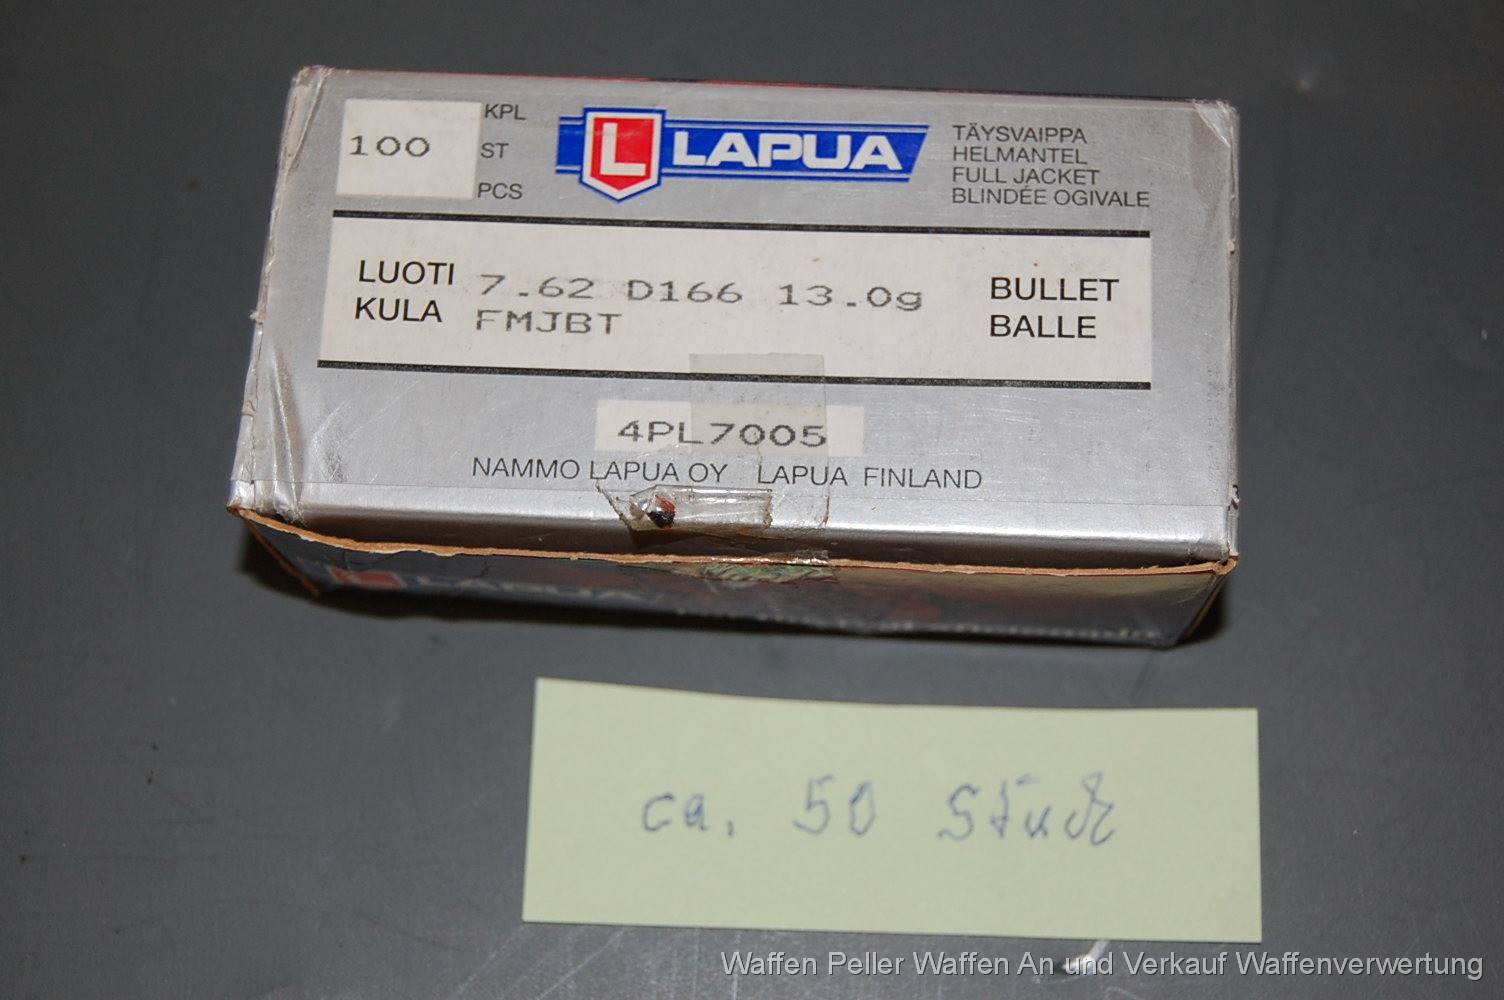 100
KPL
ST
PCS
L LAPUA
TÄYSVAIPPA
HELMANTEL
FULL JACKET
BLINDÉE OGIVALE
LUOTI
KULA
7.62 D166 13.0g
FMJBT
BULLET
BALLE
4PL7005
NAMMO LAPUA OY LAPUA FINLAND
L LAPUA
ca. 50 Stück
Waffen Peller Waffen An und Verkauf Waffenverwertung